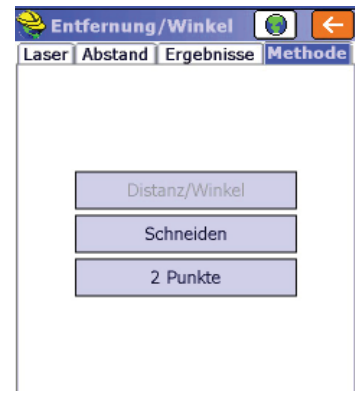 Entfernung/Winkel
Laser Abstand Ergebnisse Methode
Distanz/Winkel
Schneiden
2 Punkte